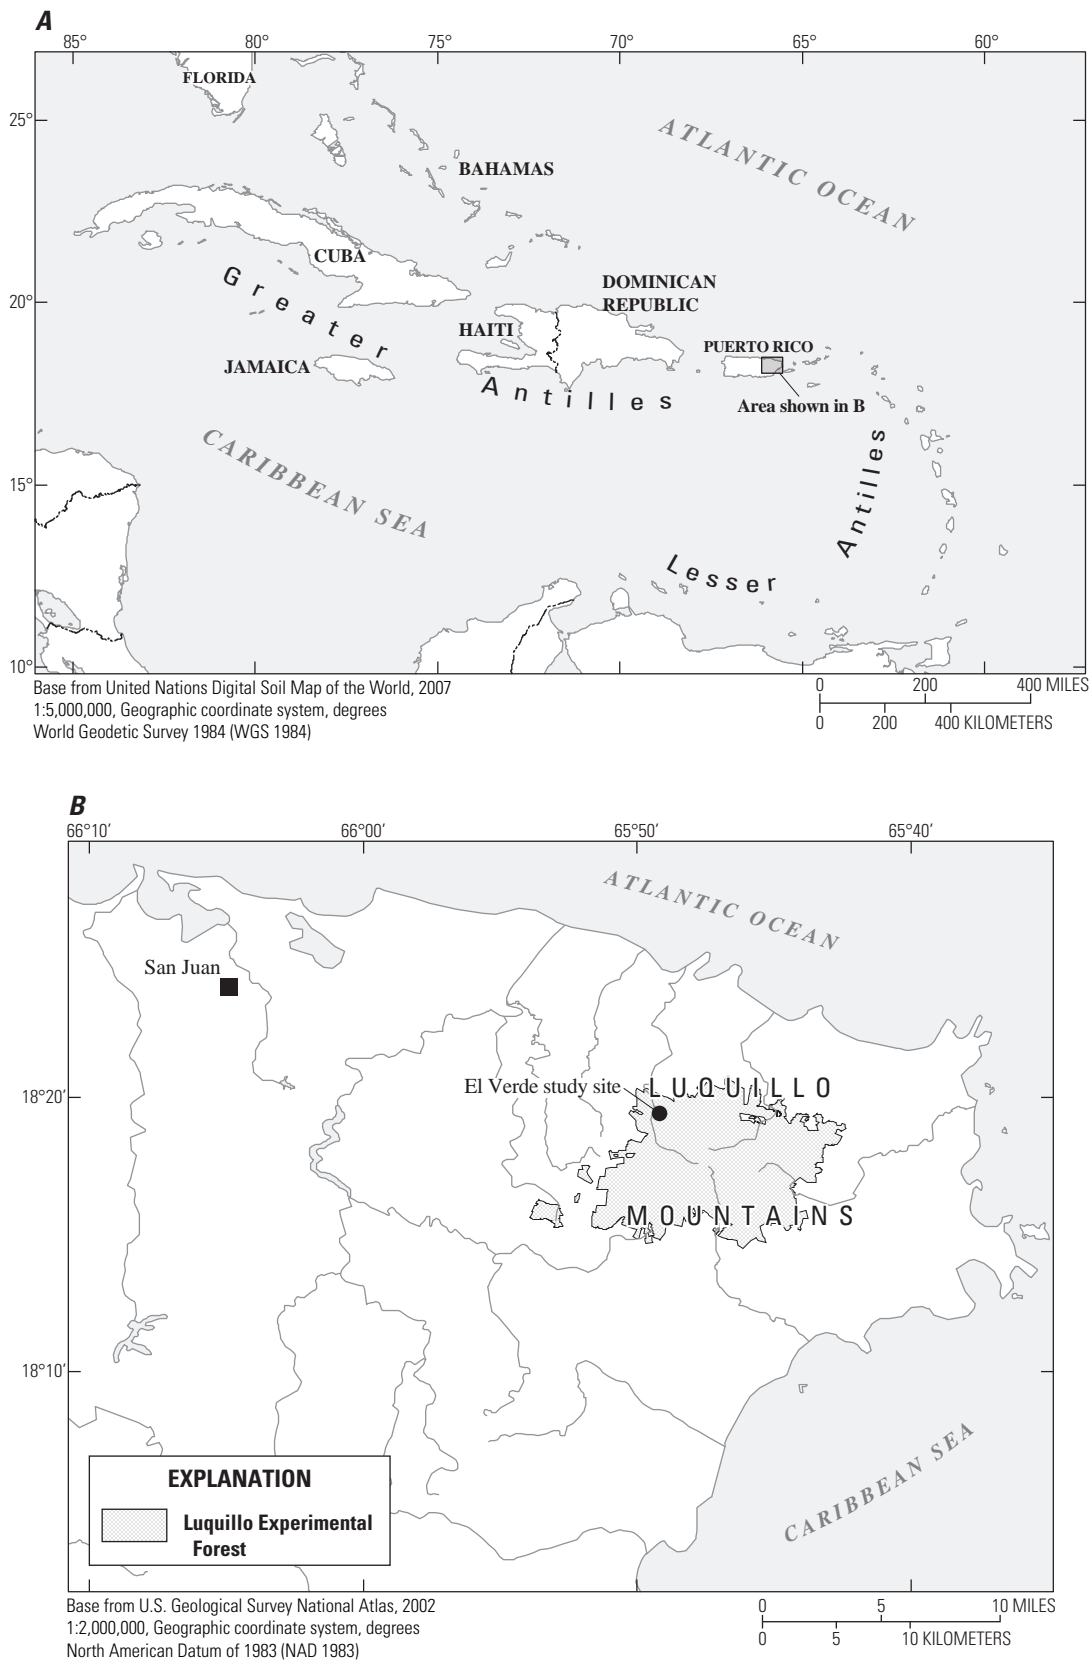 A
85° 80° 75° 70° 65° 60°
FLORIDA
25°
ATLANTIC OCEAN
BAHAMAS
CUBA
Greater
DOMINICAN
REPUBLIC
20°
HAITI
PUERTO RICO
JAMAICA
Antilles
Area shown in B
CARIBBEAN SEA
Antilles
15°
Lesser
10°
Base from United Nations Digital Soil Map of the World, 2007
1:5,000,000, Geographic coordinate system, degrees
World Geodetic Survey 1984 (WGS 1984)
0 200 400 MILES
0 200 400 KILOMETERS
B
66°10′ 66°00′ 65°50′ 65°40′
ATLANTIC OCEAN
San Juan
El Verde study site
LUQUILLO
18°20′
MOUNTAINS
18°10′
CARIBBEAN SEA
EXPLANATION
Luquillo Experimental
Forest
Base from U.S. Geological Survey National Atlas, 2002
1:2,000,000, Geographic coordinate system, degrees
North American Datum of 1983 (NAD 1983)
0 5 10 MILES
0 5 10 KILOMETERS